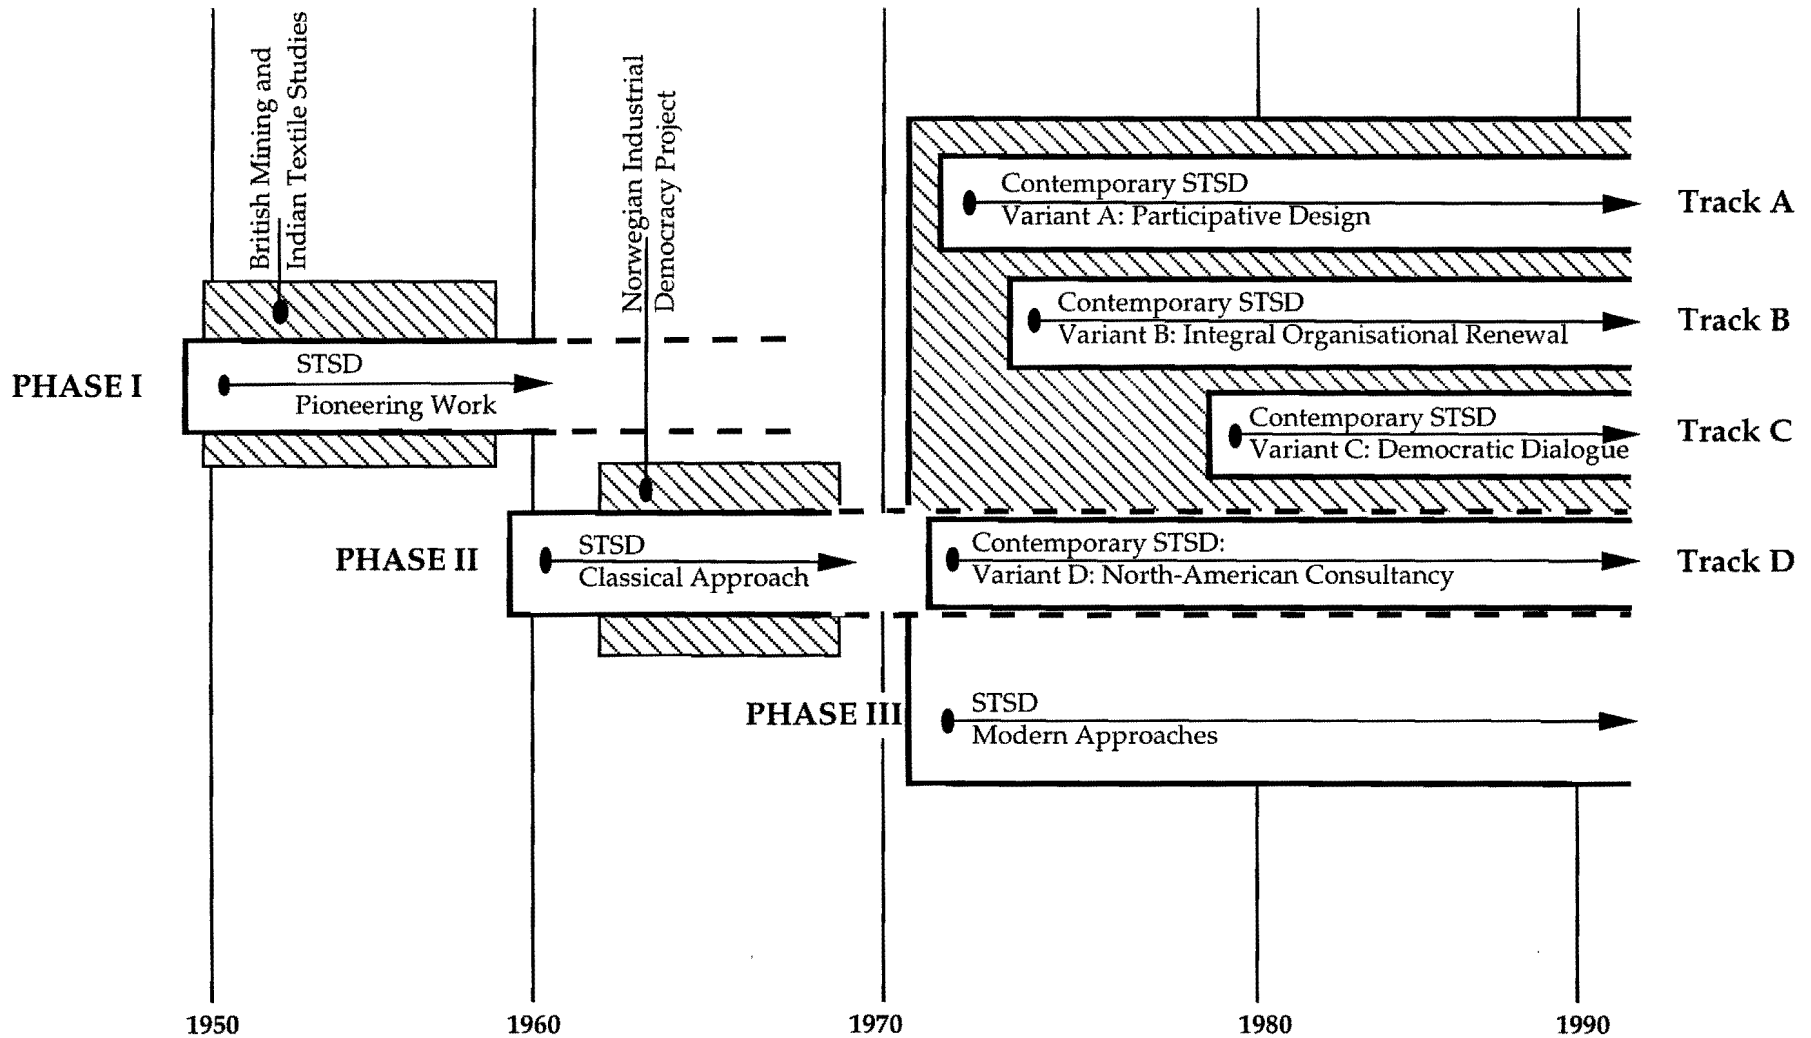 British Mining and
Indian Textile Studies
Norwegian Industrial
Democracy Project
Contemporary STSD
Variant A: Participative Design
Track A
Contemporary STSD
Variant B: Integral Organisational Renewal
Track B
PHASE I
STSD
Pioneering Work
Contemporary STSD
Variant C: Democratic Dialogue
Track C
PHASE II
STSD
Classical Approach
Contemporary STSD:
Variant D: North-American Consultancy
Track D
PHASE III
STSD
Modern Approaches
1950
1960
1970
1980
1990